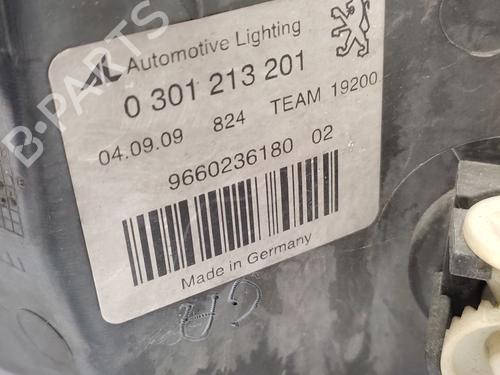 AL Automotive Lighting
0 301 213 201
04.09.09 824 TEAM 19200
9660236180 02
Made in Germany
B-PARTS